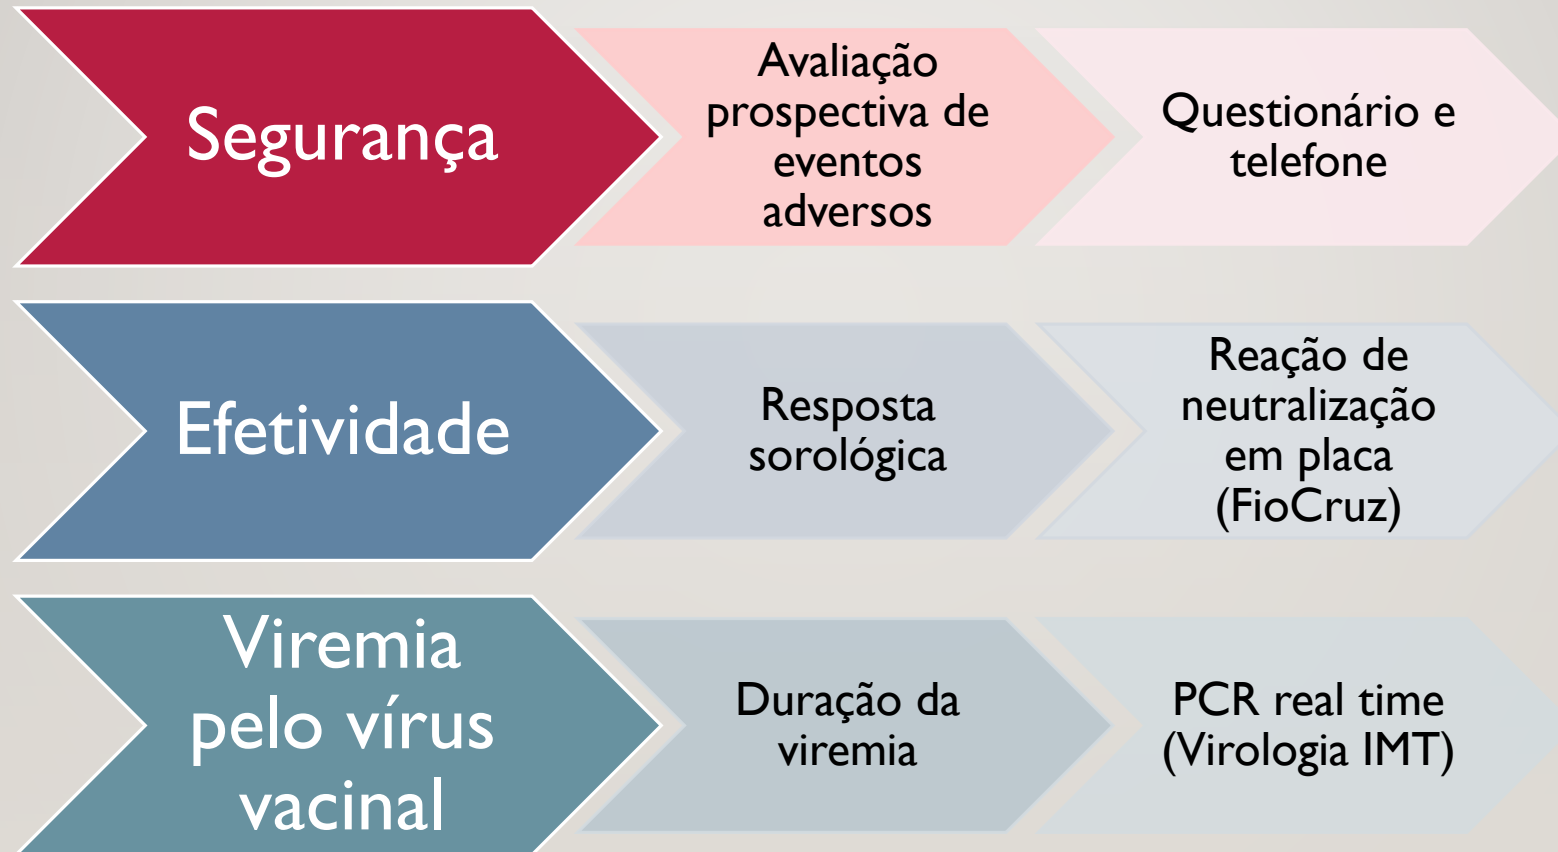 Segurança
Avaliação
prospectiva de
eventos
adversos
Questionário e
telefone
Efetividade
Resposta
sorológica
Reação de
neutralização
em placa
(FioCruz)
Viremia
pelo vírus
vacinal
Duração da
viremia
PCR real time
(Virologia IMT)